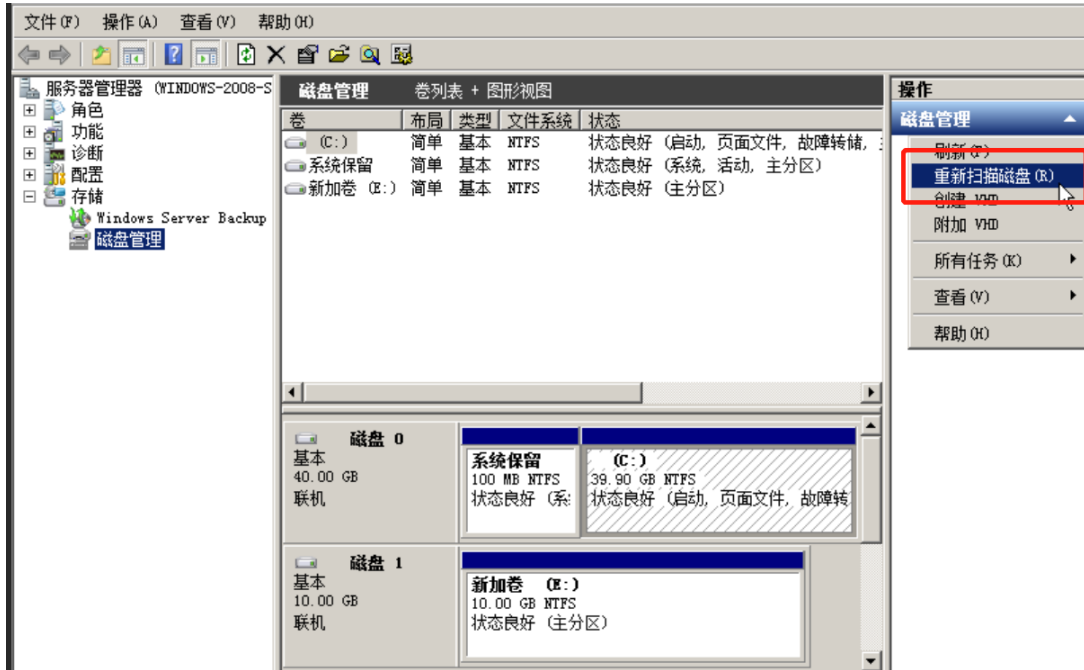 文件(F) 操作(A) 查看(V) 帮助(H)
服务器管理器 (WINDOWS-2008-S
角色
功能
诊断
配置
存储
Windows Server Backup
磁盘管理
磁盘管理 卷列表 + 图形视图
卷 布局 类型 文件系统 状态
(C:) 简单 基本 NTFS 状态良好 (启动, 页面文件, 故障转储,
系统保留 简单 基本 NTFS 状态良好 (系统, 活动, 主分区)
新加卷 (E:) 简单 基本 NTFS 状态良好 (主分区)
磁盘 0
基本
40.00 GB
联机
系统保留
100 MB NTFS
状态良好 (系
(C:)
39.90 GB NTFS
状态良好 (启动, 页面文件, 故障转
磁盘 1
基本
10.00 GB
联机
新加卷 (E:)
10.00 GB NTFS
状态良好 (主分区)
操作
磁盘管理
刷新(F)
重新扫描磁盘(R)
创建 VHD
附加 VHD
所有任务(K)
查看(V)
帮助(H)